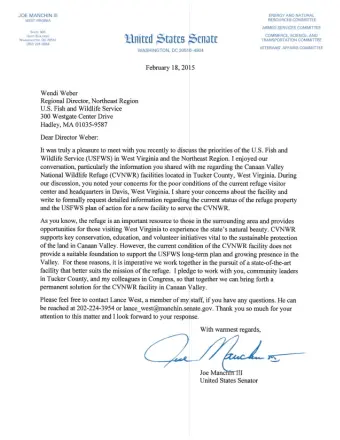 JOE MANCHIN III
WEST VIRGINIA
United States Senate
WASHINGTON, DC 20510-4804
ENERGY AND NATURAL
RESOURCES COMMITTEE
ARMED SERVICES COMMITTEE
COMMERCE, SCIENCE, AND
TRANSPORTATION COMMITTEE
VETERANS' AFFAIRS COMMITTEE
February 18, 2015
Wendi Weber
Regional Director, Northeast Region
U.S. Fish and Wildlife Service
300 Westgate Center Drive
Hadley, MA 01035-9587
Dear Director Weber:
It was truly a pleasure to meet with you recently to discuss the priorities of the U.S. Fish and
Wildlife Service (USFWS) in West Virginia and the Northeast Region. I enjoyed our
conversation, particularly the information you shared with me regarding the Canaan Valley
National Wildlife Refuge (CVNWR) facilities located in Tucker County, West Virginia. During
our discussion, you noted your concerns for the poor conditions of the current refuge visitor
center and headquarters in Davis, West Virginia. I share your concerns about the facility and
write to formally request detailed information regarding the current status of the refuge property
and the USFWS plan of action for a new facility to serve the CVNWR.
As you know, the refuge is an important resource to those in the surrounding area and provides
opportunities for those visiting West Virginia to experience the state's natural beauty. CVNWR
supports key conservation, education, and volunteer initiatives vital to the sustainable protection
of the land in Canaan Valley. However, the current condition of the CVNWR facility does not
provide a suitable foundation to support the USFWS long-term plan and growing presence in the
Valley. For these reasons, it is imperative we work together in the pursuit of a state-of-the-art
facility that better suits the mission of the refuge. I pledge to work with you, community leaders
in Tucker County, and my colleagues in Congress, so that together we can bring forth a
permanent solution for the CVNWR facility in Canaan Valley.
Please feel free to contact Lance West, a member of my staff, if you have any questions. He can
be reached at 202-224-3954 or lance_west@manchin.senate.gov. Thank you so much for your
attention to this matter and I look forward to your response.
With warmest regards,
Joe Manchin III
Joe Manchin III
United States Senator